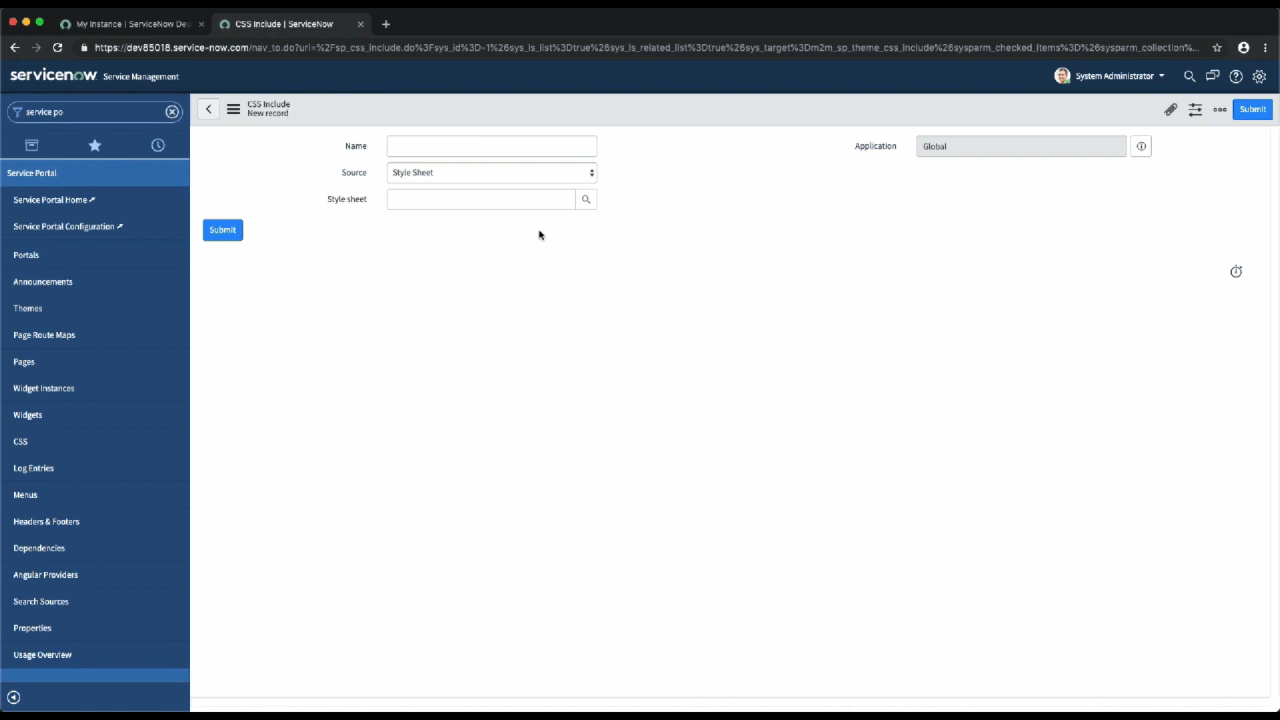 My Instance | ServiceNow Dev
CSS Include | ServiceNow
https://dev85018.service-now.com/nav_to.do?uri=%2Fsp_css_include.do%3Fsys_id%3D-1%26sys_is_list%3Dtrue%26sys_is_related_list%3Dtrue%26sys_target%3Dm2m_sp_theme_css_include%26sysparm_checked_items%3D%26sysparm_collection%...
servicenow Service Management
System Administrator
service po
CSS Include
New record
Submit
Name
Application
Global
Source
Style Sheet
Style sheet
Submit
Service Portal
Service Portal Home
Service Portal Configuration
Portals
Announcements
Themes
Page Route Maps
Pages
Widget Instances
Widgets
CSS
Log Entries
Menus
Headers & Footers
Dependencies
Angular Providers
Search Sources
Properties
Usage Overview